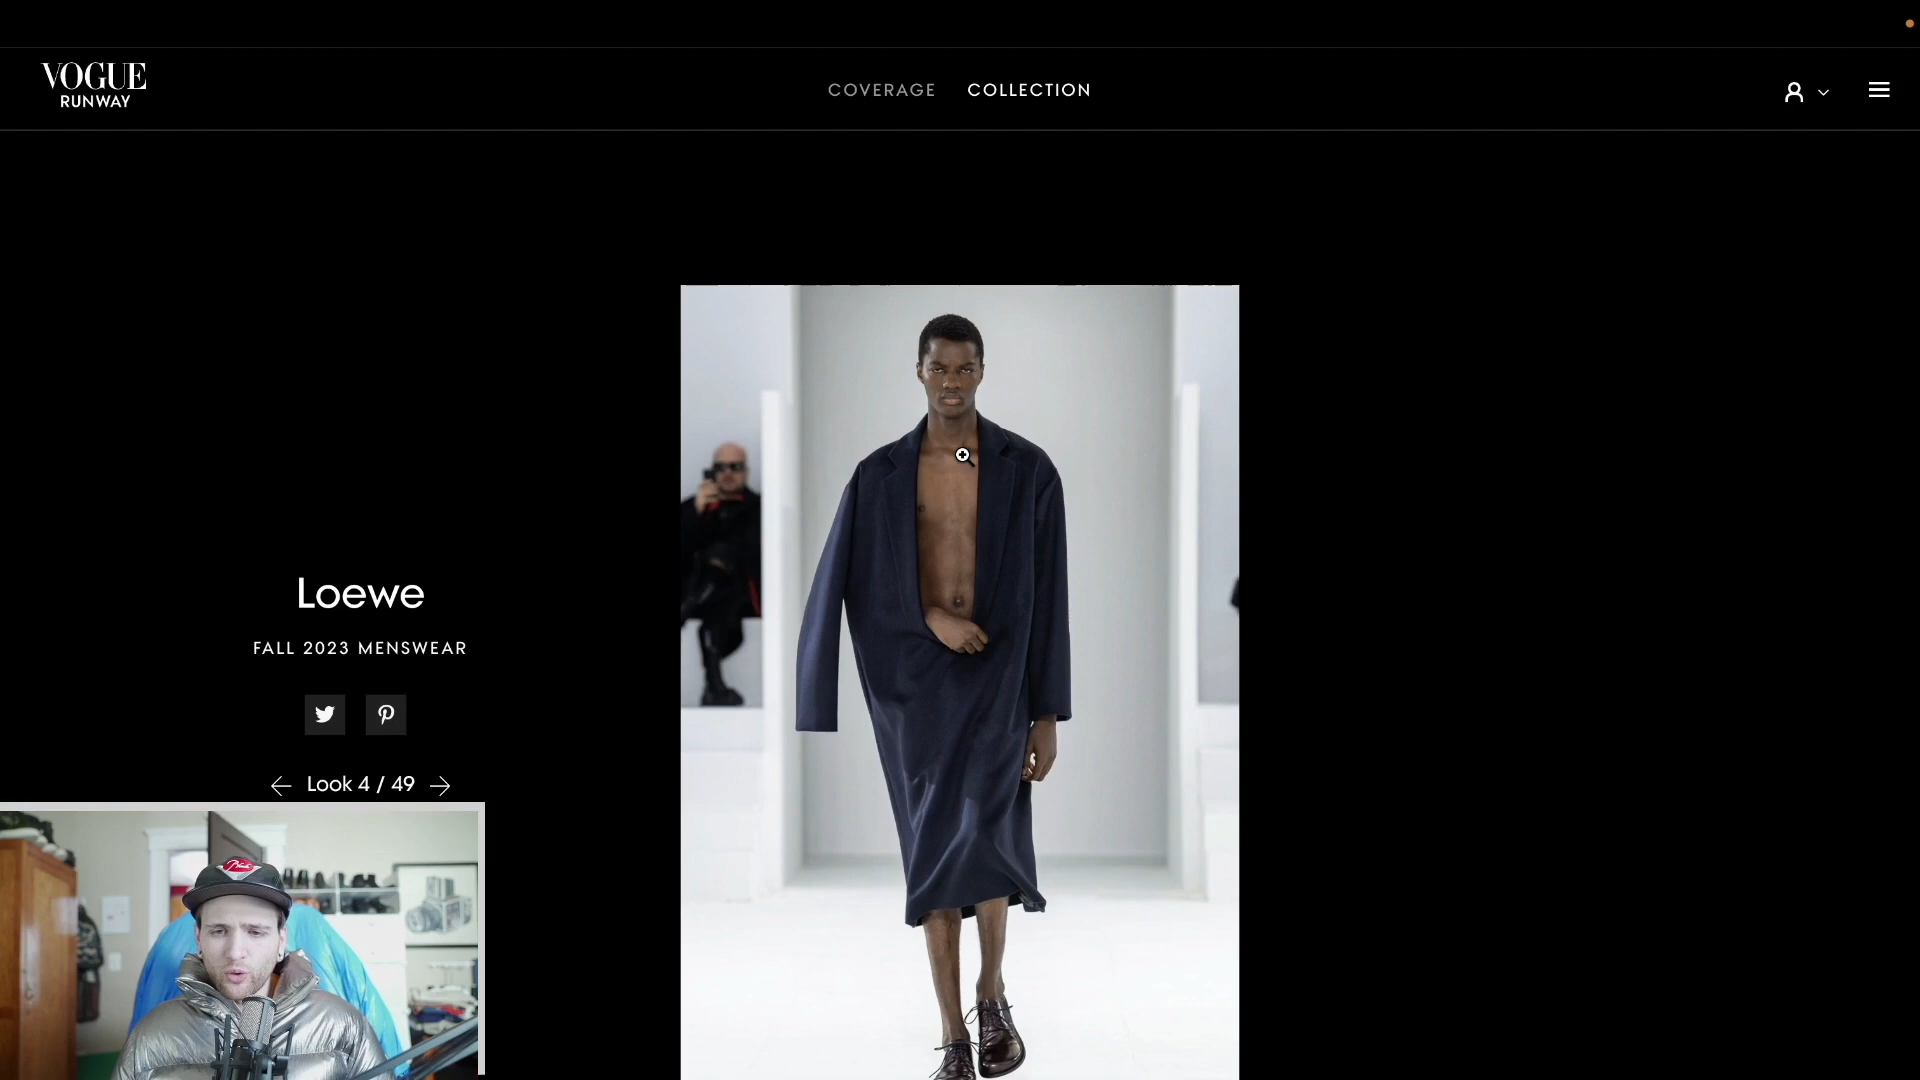 VOGUE
RUNWAY
COVERAGE COLLECTION
Loewe
FALL 2023 MENSWEAR
Look 4 / 49